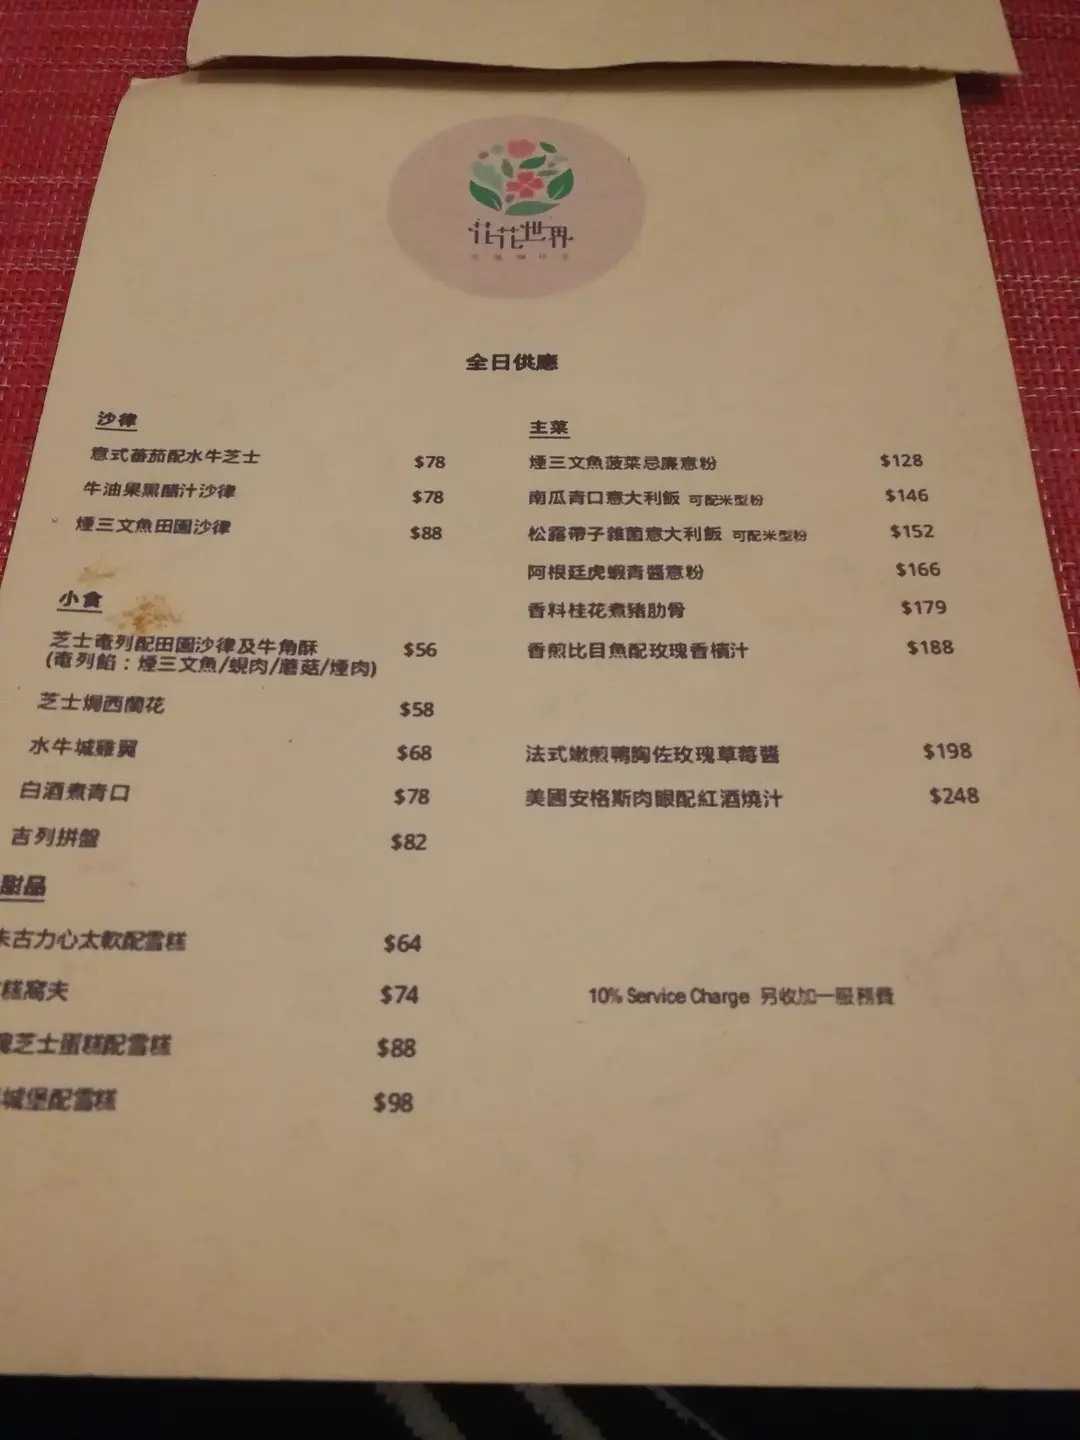 花花世界
全日供應
沙律
意式蕃茄配水牛芝士 $78
牛油果黑醋汁沙律 $78
煙三文魚田園沙律 $88
小食
芝士奄列配田園沙律及牛角酥 $56
(奄列餡：煙三文魚/蜆肉/蘑菇/煙肉)
芝士焗西蘭花 $58
水牛城雞翼 $68
白酒煮青口 $78
吉列拼盤 $82
甜品
朱古力心太軟配雪糕 $64
糕窩夫 $74
芝士蛋糕配雪糕 $88
城堡配雪糕 $98
主菜
煙三文魚菠菜忌廉意粉 $128
南瓜青口意大利飯 可配米型粉 $146
松露帶子雜菌意大利飯 可配米型粉 $152
阿根廷虎蝦青醬意粉 $166
香料桂花煮豬肋骨 $179
香煎比目魚配玫瑰香檳汁 $188
法式嫩煎鴨胸佐玫瑰草莓醬 $198
美國安格斯肉眼配紅酒燒汁 $248
10% Service Charge 另收加一服務費